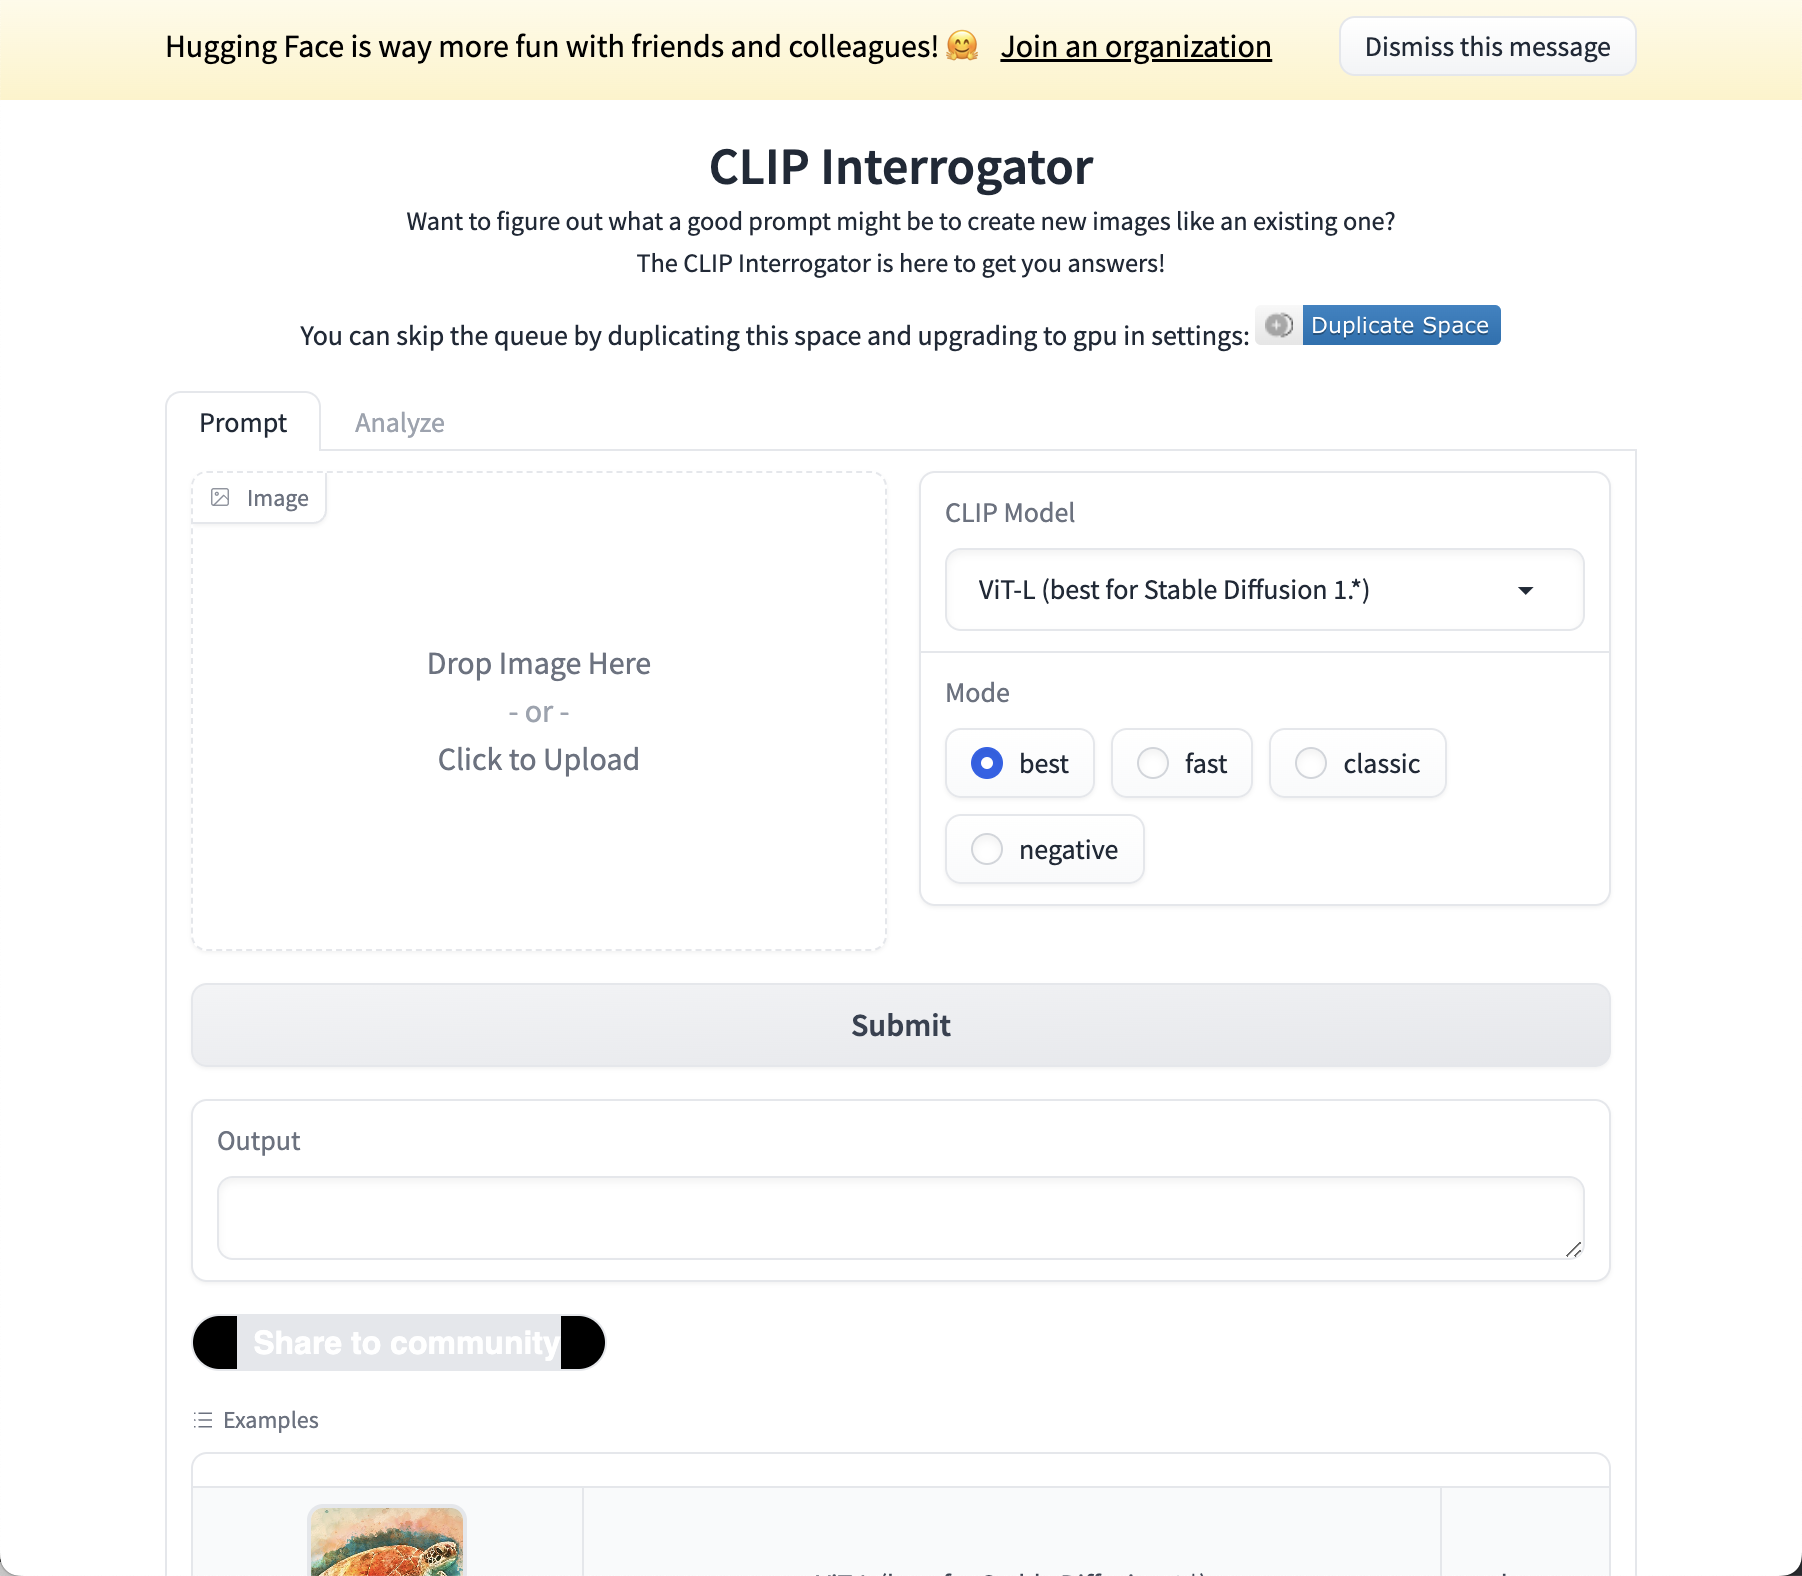 Hugging Face is way more fun with friends and colleagues! 🤗 Join an organization
Dismiss this message
CLIP Interrogator
Want to figure out what a good prompt might be to create new images like an existing one?
The CLIP Interrogator is here to get you answers!
You can skip the queue by duplicating this space and upgrading to gpu in settings: Duplicate Space
Prompt
Analyze
Image
Drop Image Here
- or -
Click to Upload
CLIP Model
ViT-L (best for Stable Diffusion 1.*)
Mode
best
fast
classic
negative
Submit
Output
Share to community
Examples